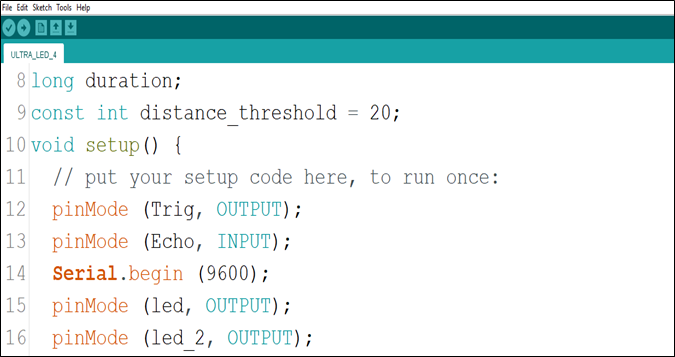 File Edit Sketch Tools Help
ULTRA_LED_4
8 long duration;
9 const int distance_threshold = 20;
10 void setup() {
11 // put your setup code here, to run once:
12 pinMode (Trig, OUTPUT);
13 pinMode (Echo, INPUT);
14 Serial.begin (9600);
15 pinMode (led, OUTPUT);
16 pinMode (led_2, OUTPUT);